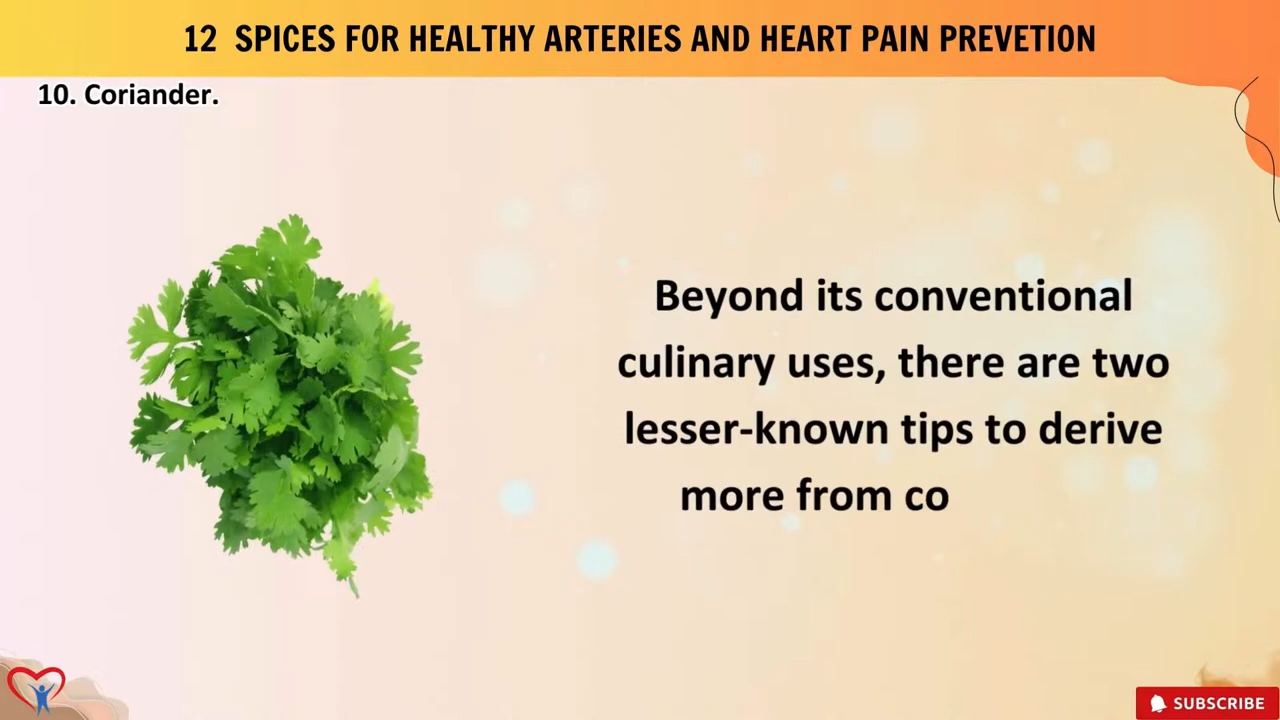 12 SPICES FOR HEALTHY ARTERIES AND HEART PAIN PREVETION
10. Coriander.
Beyond its conventional
culinary uses, there are two
lesser-known tips to derive
more from co
SUBSCRIBE